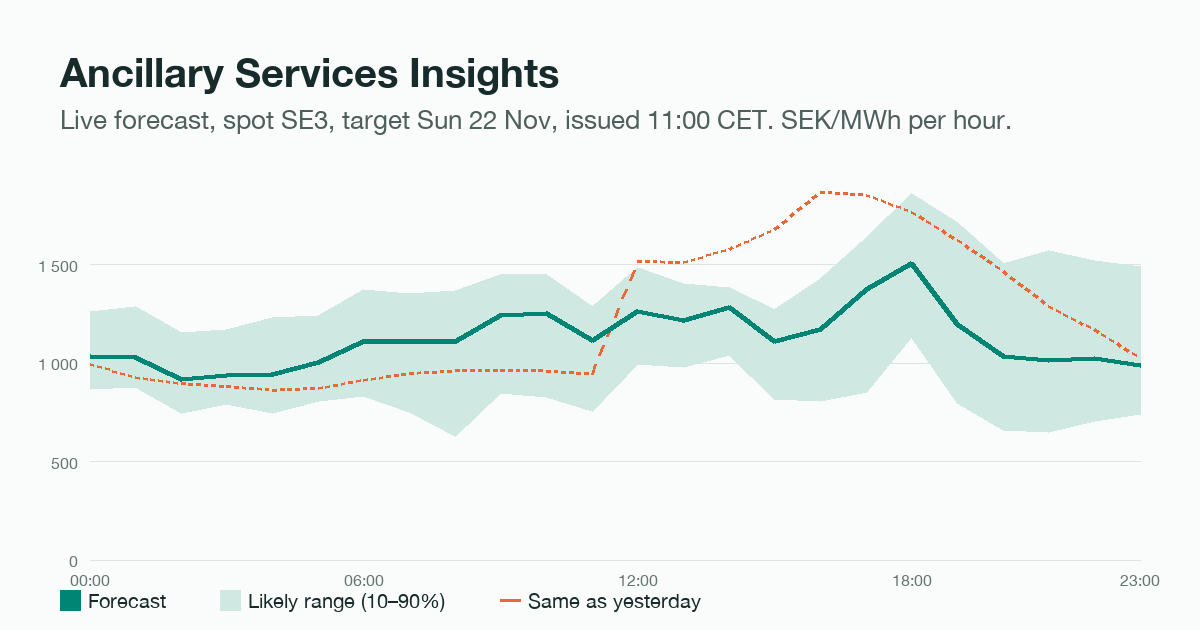 Ancillary Services Insights
Live forecast, spot SE3, target Sun 22 Nov, issued 11:00 CET. SEK/MWh per hour.
1 500
1 000
500
0
00:00 06:00 12:00 18:00 23:00
Forecast Likely range (10–90%) Same as yesterday